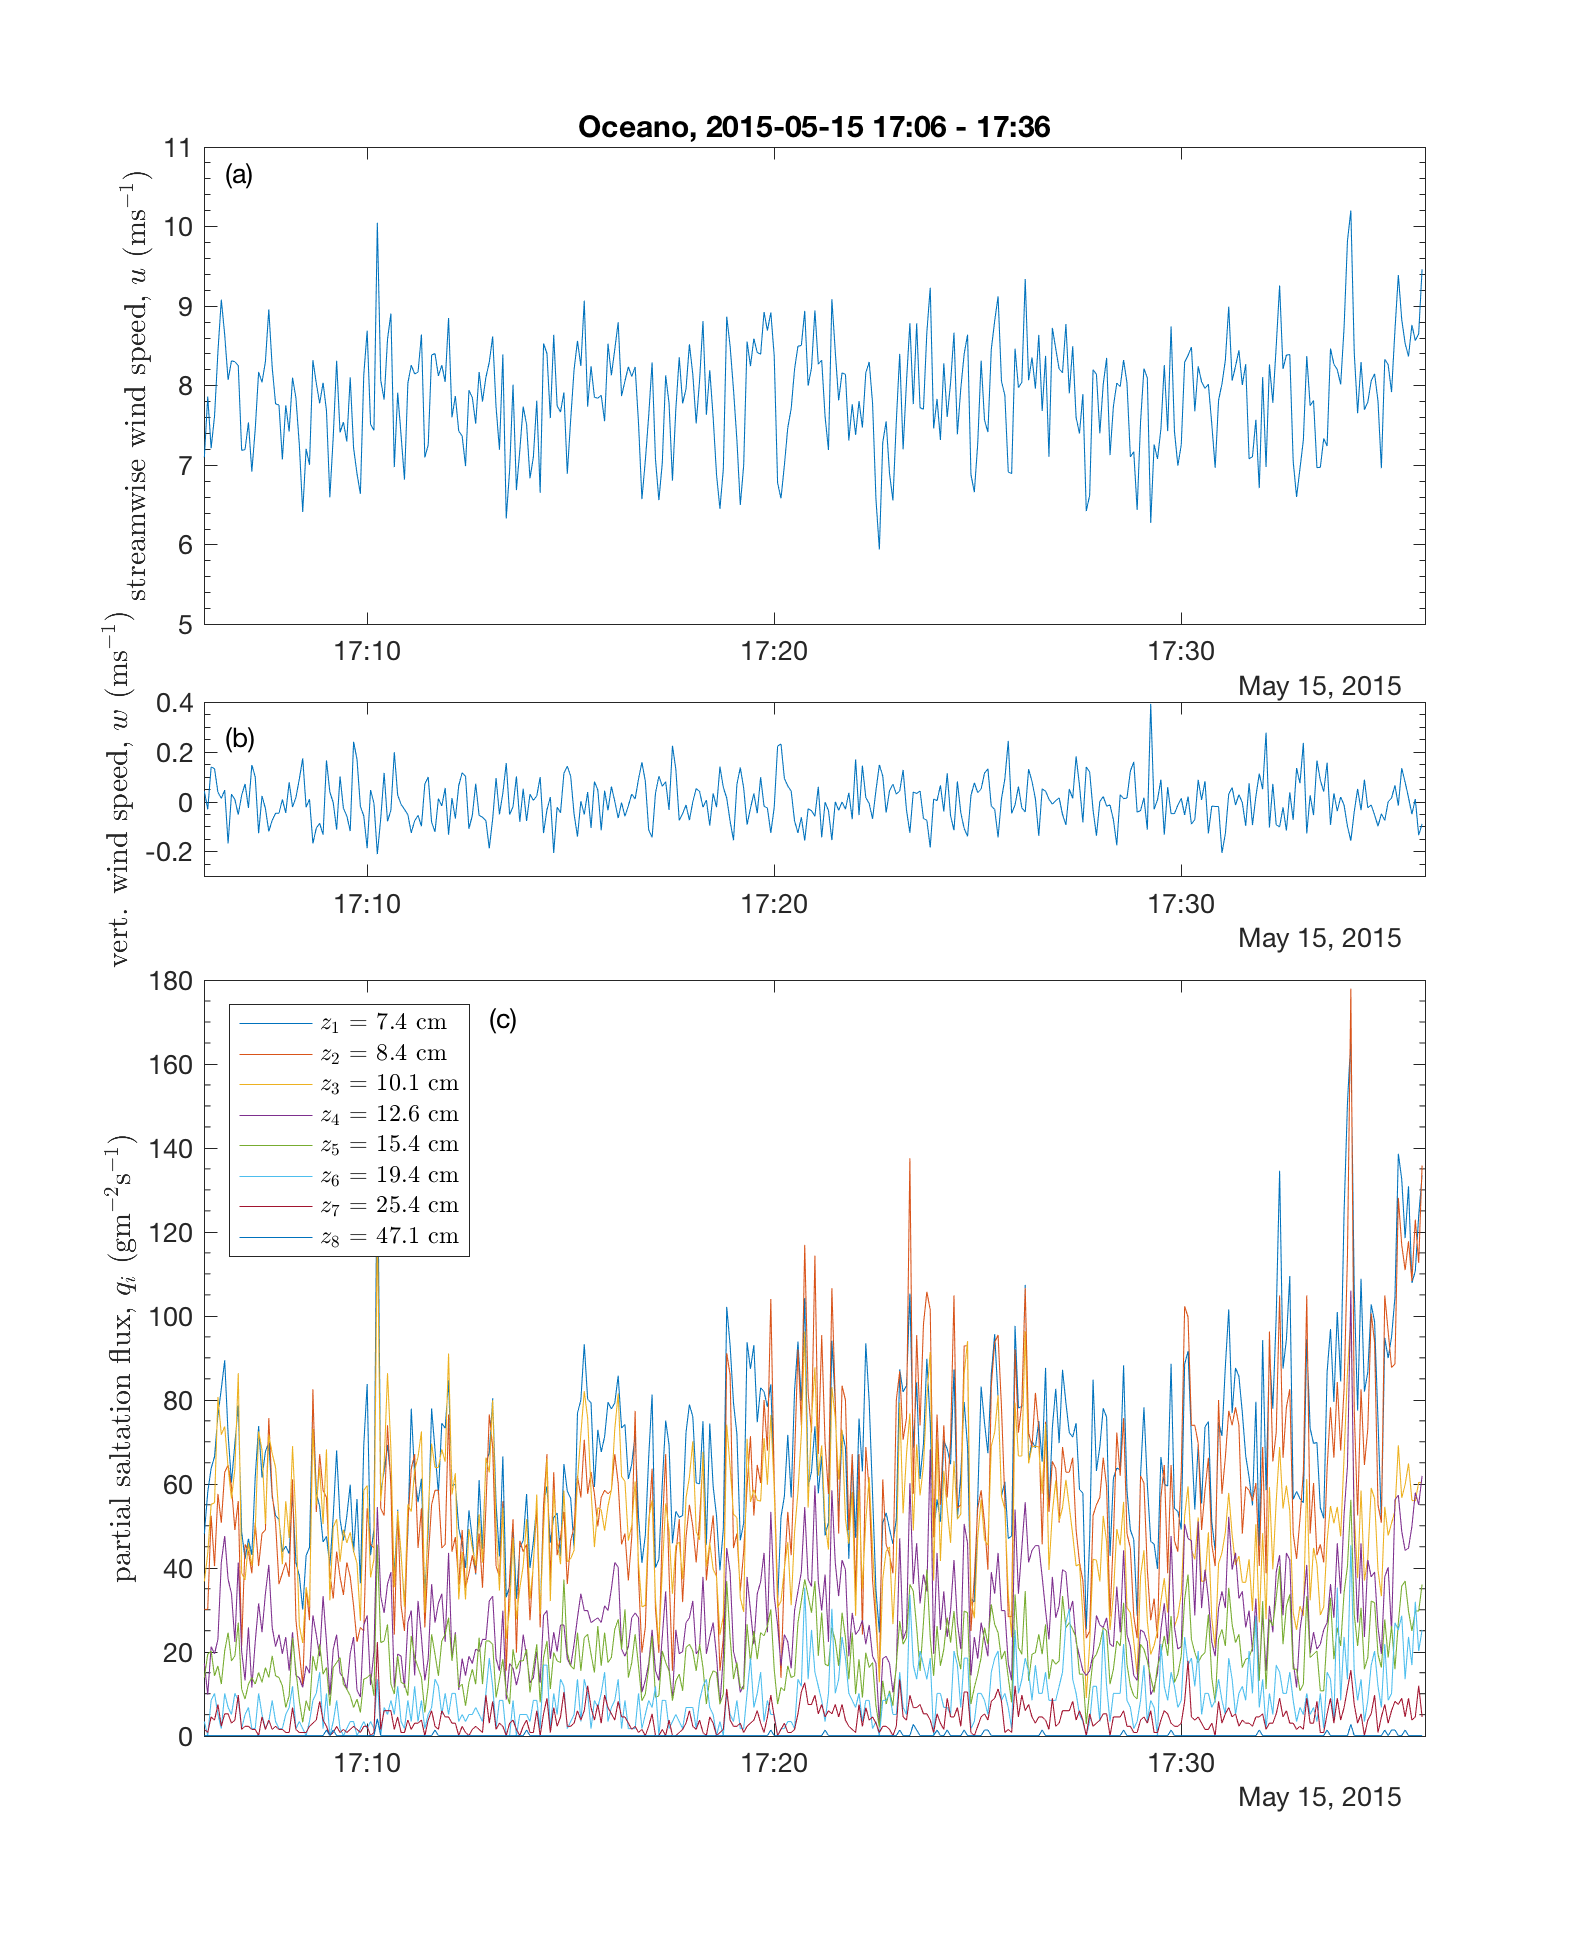 Oceano, 2015-05-15 17:06 - 17:36
(a)
streamwise wind speed, u (ms⁻¹)
11
10
9
8
7
6
5
17:10 17:20 17:30
May 15, 2015
(b)
vert. wind speed, w (ms⁻¹)
0.4
0.2
0
-0.2
17:10 17:20 17:30
May 15, 2015
(c)
partial saltation flux, qᵢ (gm⁻²s⁻¹)
180
160
140
120
100
80
60
40
20
0
z₁ = 7.4 cm
z₂ = 8.4 cm
z₃ = 10.1 cm
z₄ = 12.6 cm
z₅ = 15.4 cm
z₆ = 19.4 cm
z₇ = 25.4 cm
z₈ = 47.1 cm
17:10 17:20 17:30
May 15, 2015